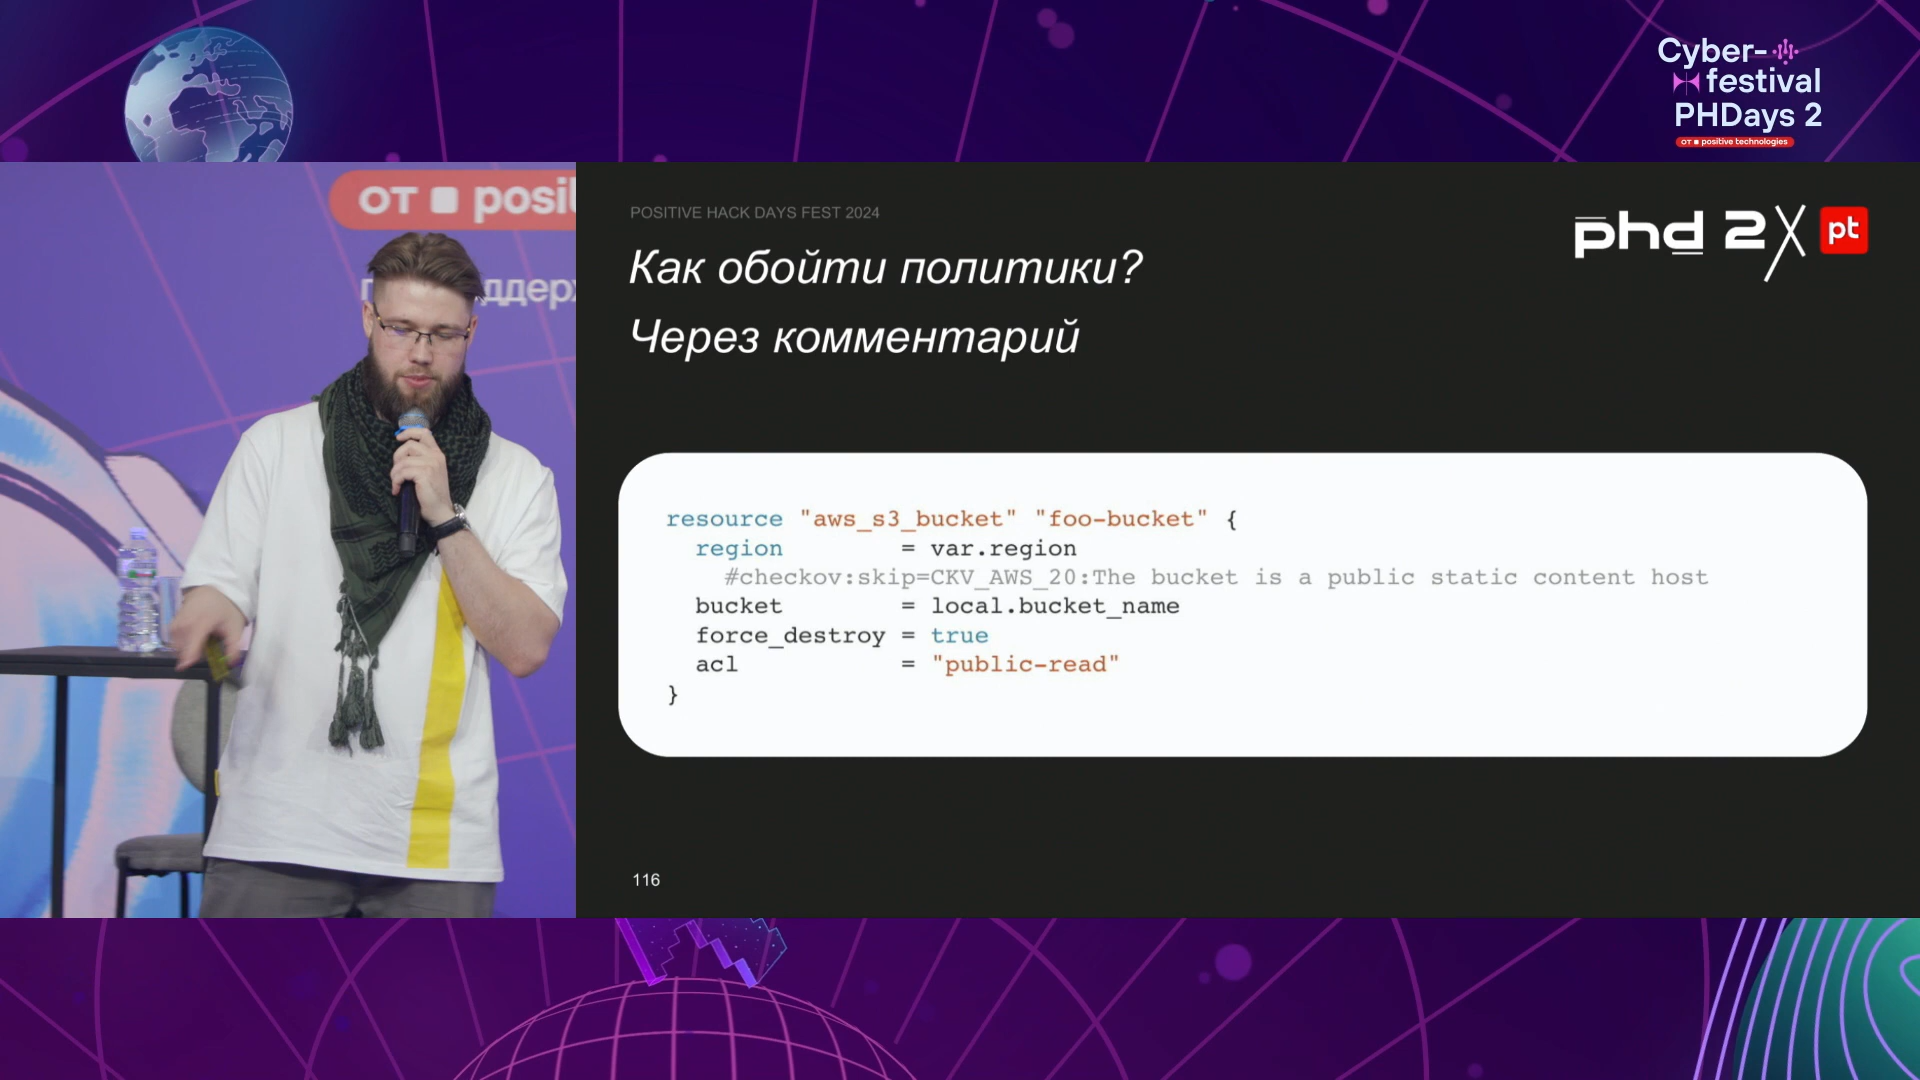 Cyber-
festival
PHDays 2
от positive technologies
от posit
ддерж
POSITIVE HACK DAYS FEST 2024
phd 2
pt
Как обойти политики?
Через комментарий
resource "aws_s3_bucket" "foo-bucket" {
  region        = var.region
    #checkov:skip=CKV_AWS_20:The bucket is a public static content host
  bucket        = local.bucket_name
  force_destroy = true
  acl           = "public-read"
}
116